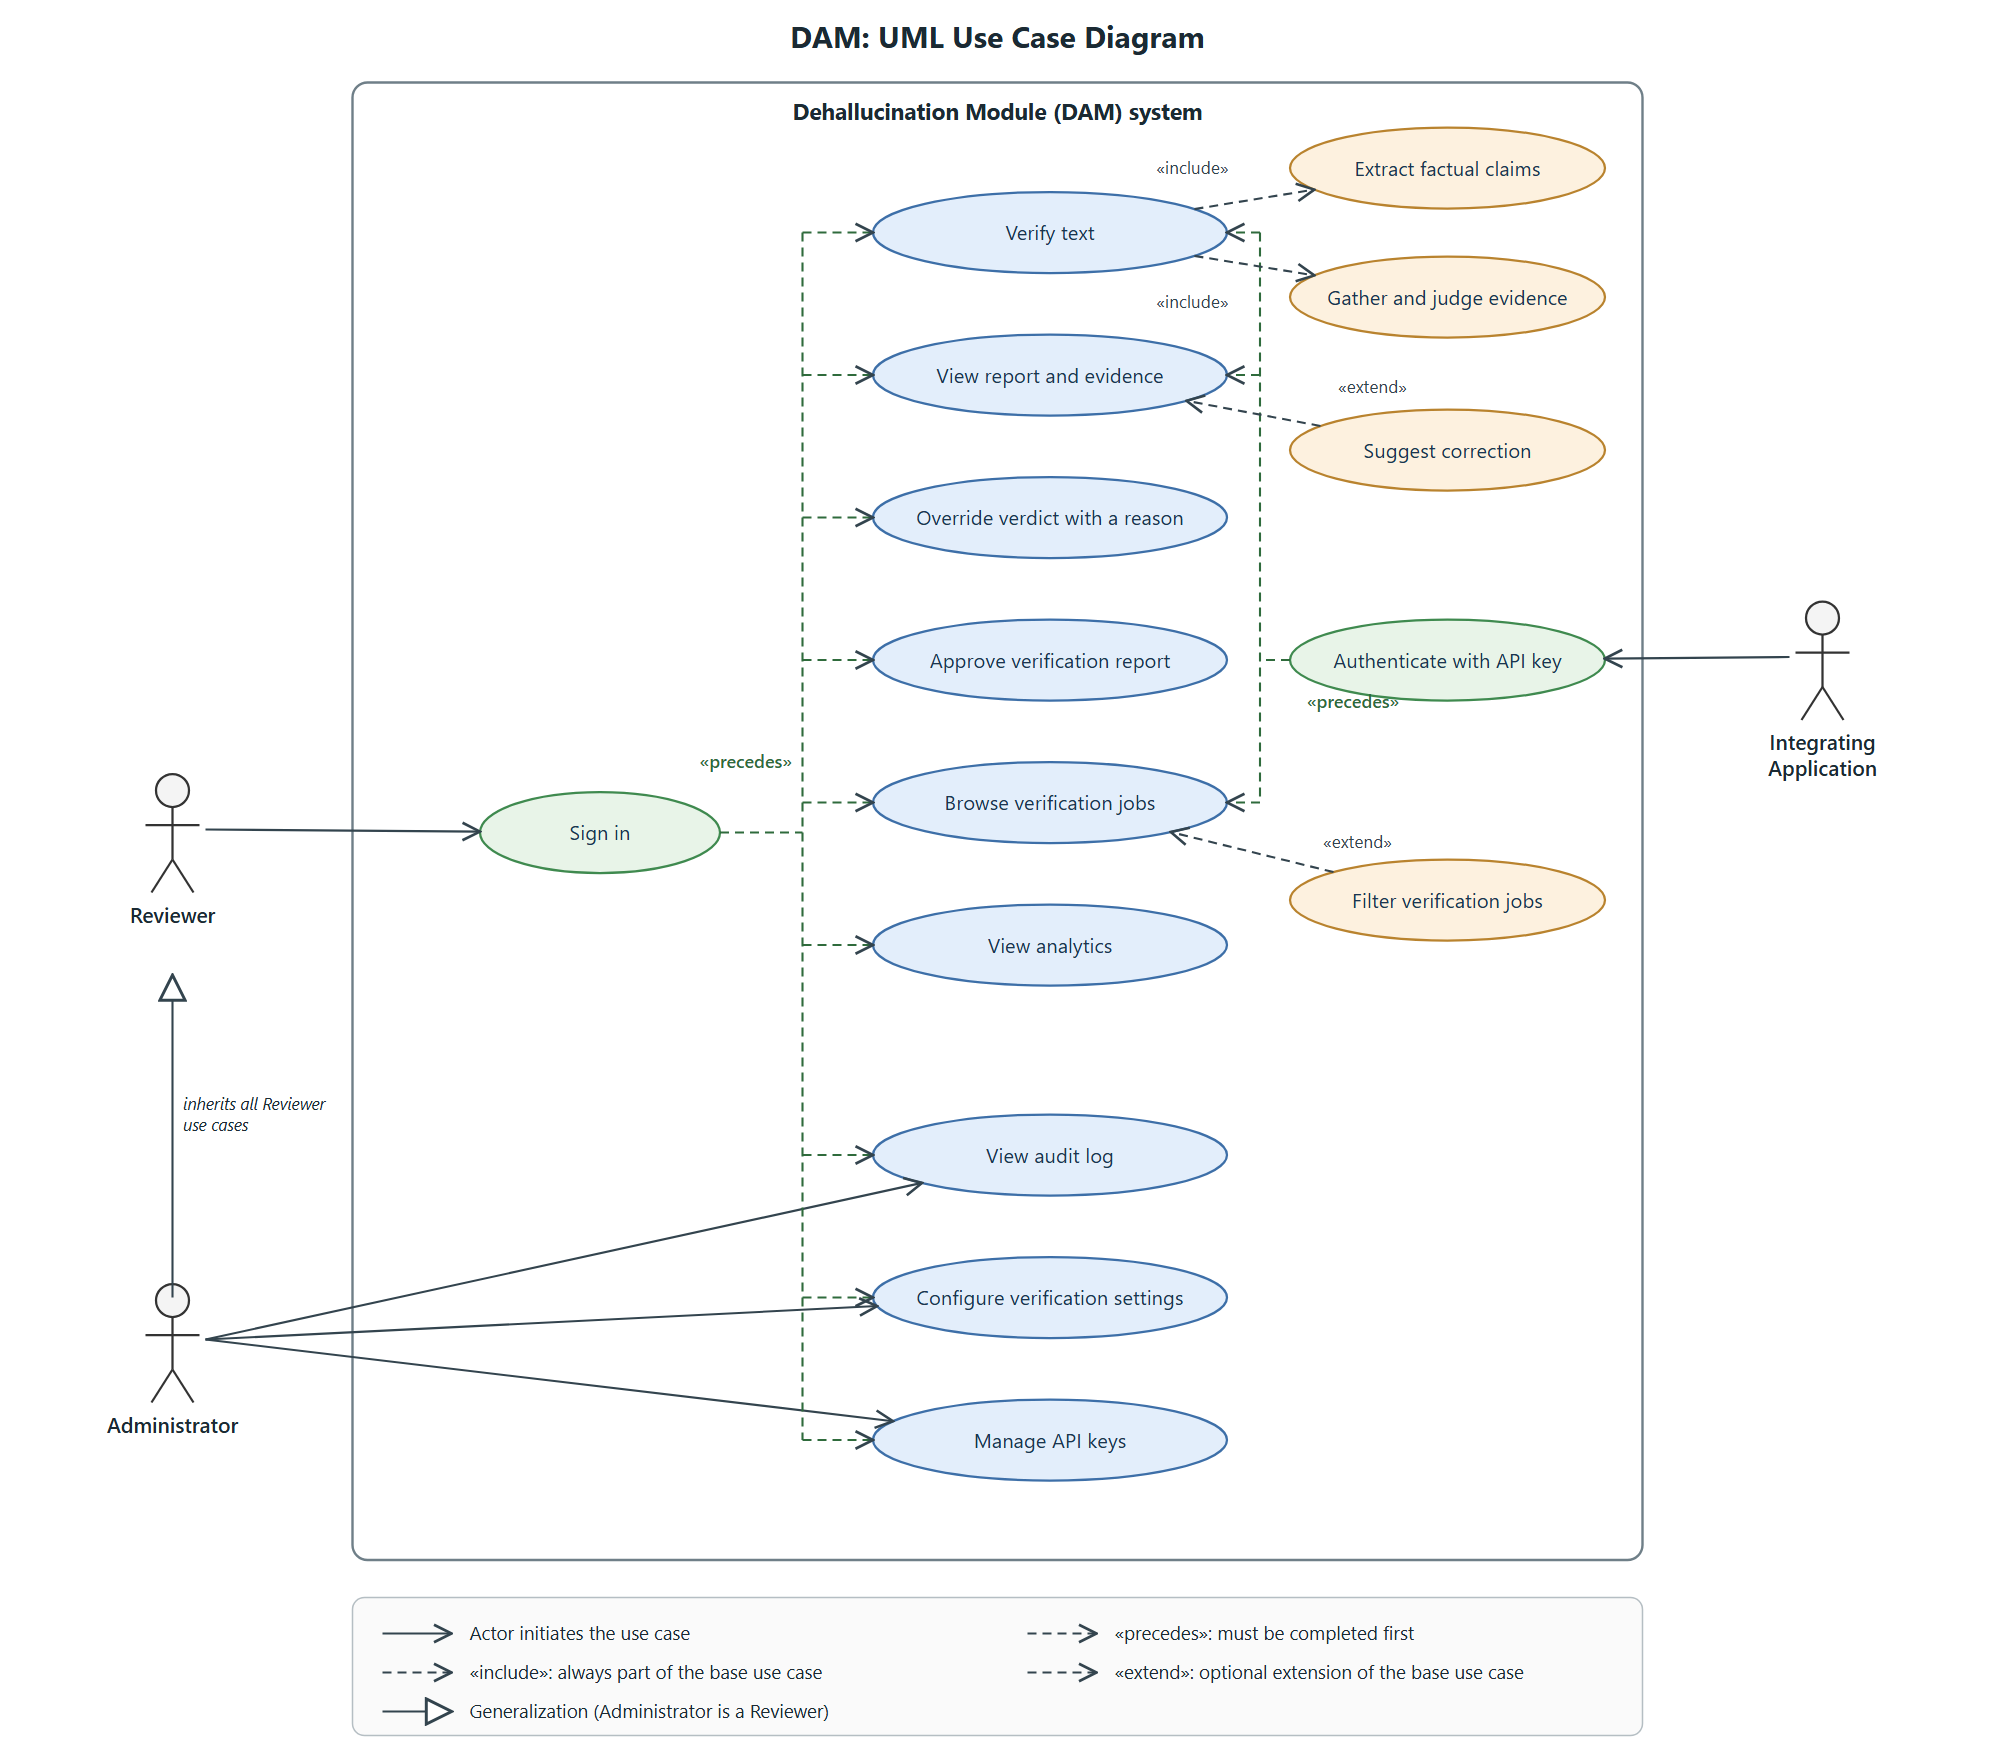 DAM: UML Use Case Diagram
Dehallucination Module (DAM) system
«include»
Extract factual claims
Verify text
Gather and judge evidence
«include»
View report and evidence
«extend»
Suggest correction
Override verdict with a reason
Approve verification report
Authenticate with API key
«precedes»
Integrating
Application
«precedes»
Browse verification jobs
Sign in
«extend»
Reviewer
Filter verification jobs
View analytics
inherits all Reviewer
use cases
View audit log
Configure verification settings
Administrator
Manage API keys
Actor initiates the use case
«precedes»: must be completed first
«include»: always part of the base use case
«extend»: optional extension of the base use case
Generalization (Administrator is a Reviewer)